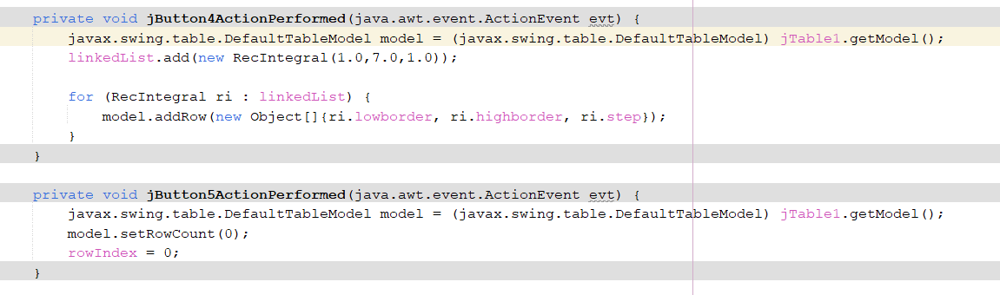 private void jButton4ActionPerformed(java.awt.event.ActionEvent evt) {
javax.swing.table.DefaultTableModel model = (javax.swing.table.DefaultTableModel) jTable1.getModel();
linkedList.add(new RecIntegral(1.0,7.0,1.0));
for (RecIntegral ri : linkedList) {
model.addRow(new Object[]{ri.lowborder, ri.highborder, ri.step});
}
}
private void jButton5ActionPerformed(java.awt.event.ActionEvent evt) {
javax.swing.table.DefaultTableModel model = (javax.swing.table.DefaultTableModel) jTable1.getModel();
model.setRowCount(0);
rowIndex = 0;
}